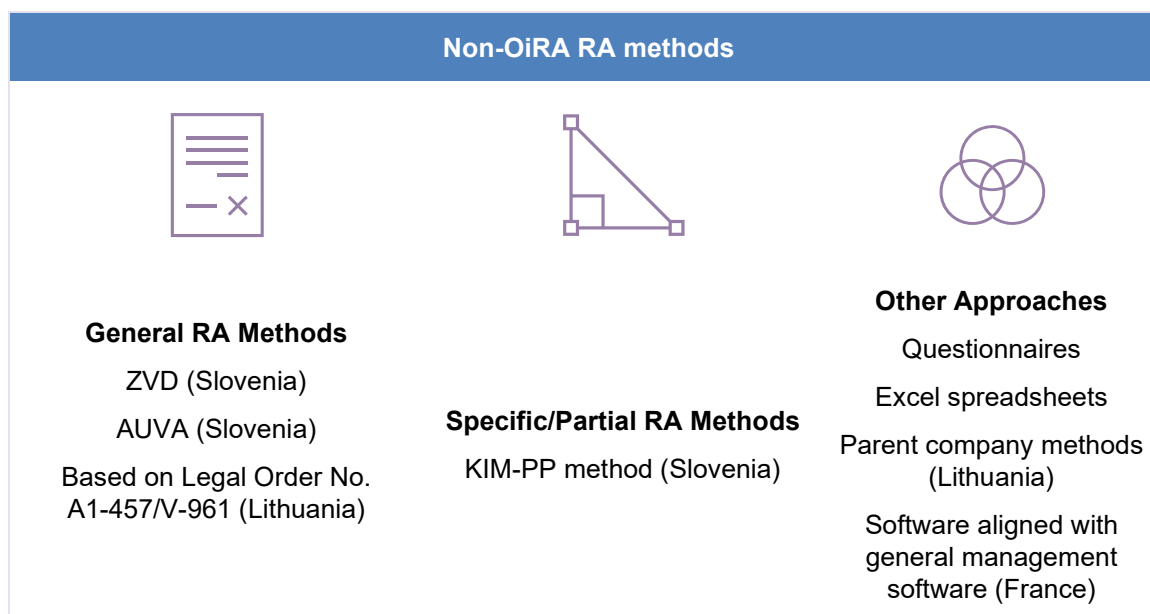 Non-OiRA RA methods
General RA Methods
ZVD (Slovenia)
AUVA (Slovenia)
Based on Legal Order No.
A1-457/V-961 (Lithuania)
Specific/Partial RA Methods
KIM-PP method (Slovenia)
Other Approaches
Questionnaires
Excel spreadsheets
Parent company methods
(Lithuania)
Software aligned with
general management
software (France)